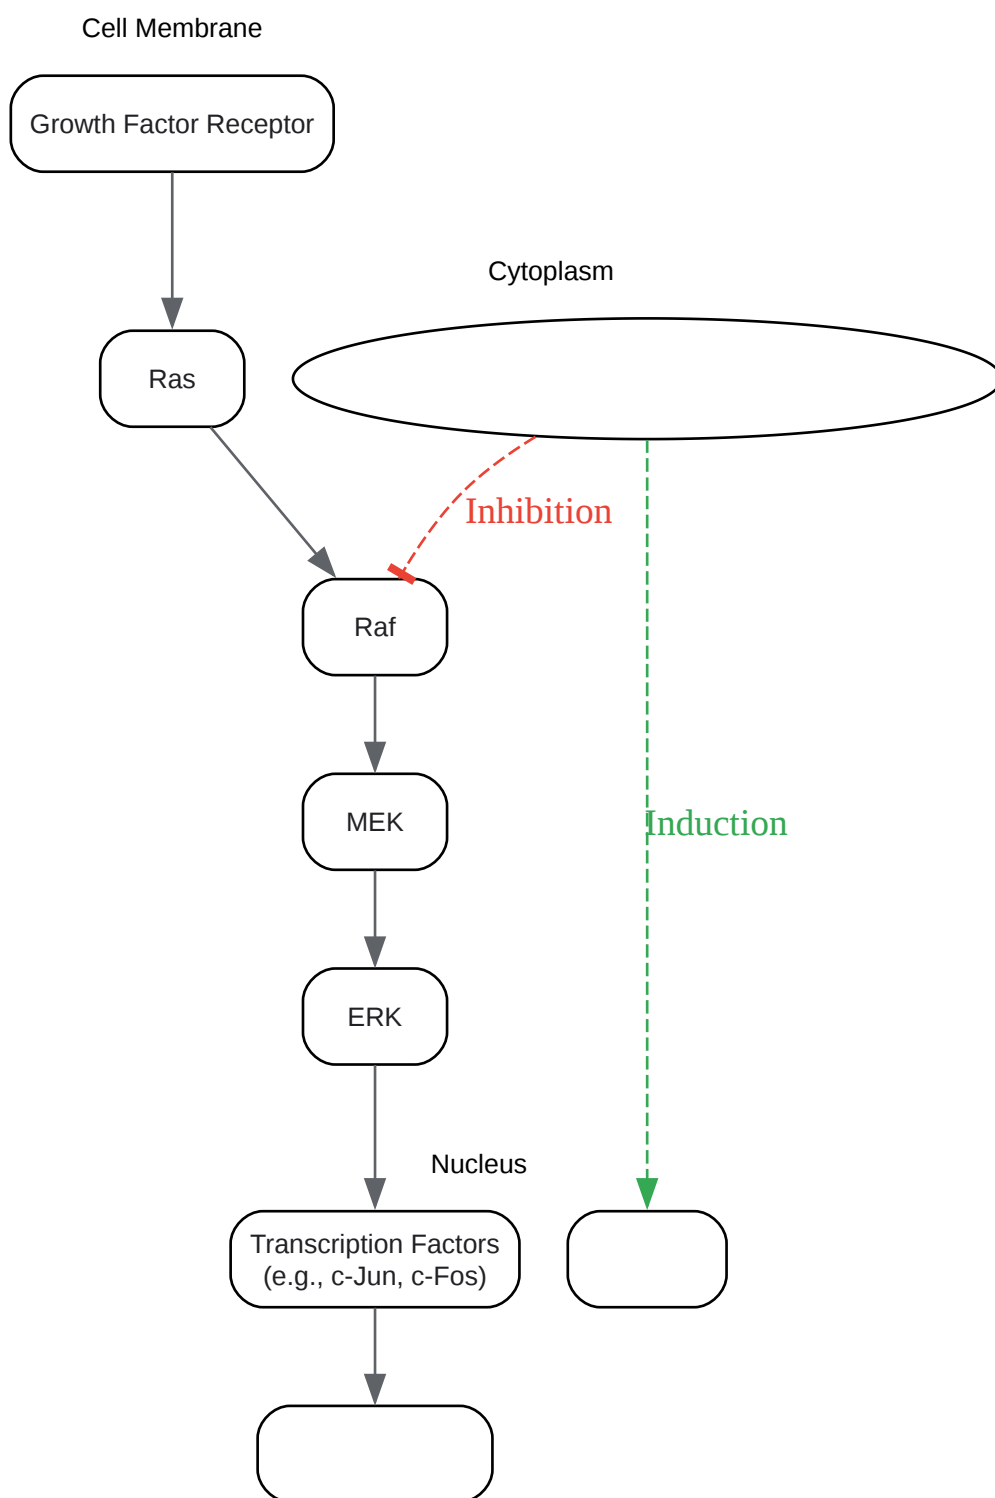 Cell Membrane
Growth Factor Receptor
Cytoplasm
Ras
Inhibition
Raf
MEK
Induction
ERK
Nucleus
Transcription Factors
(e.g., c-Jun, c-Fos)